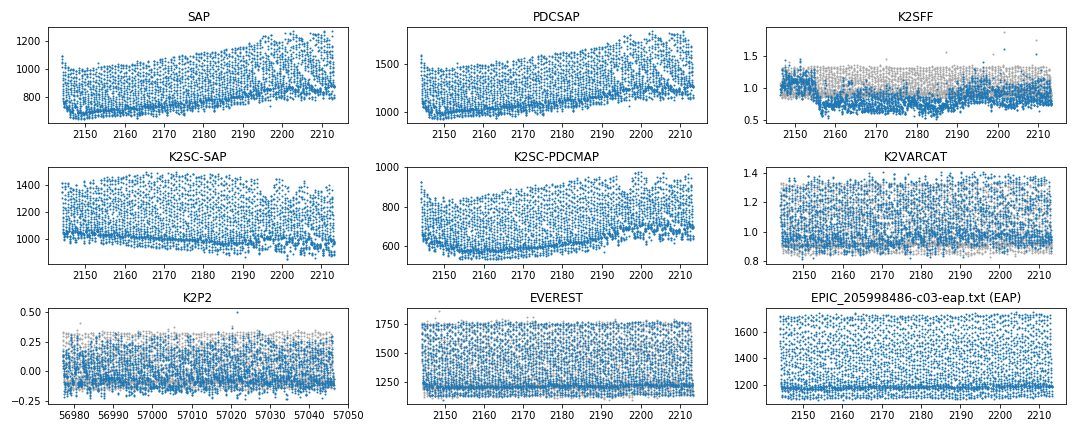 SAP PDCSAP K2SFF
1200 1000 800
2150 2160 2170 2180 2190 2200 2210
1500 1000
2150 2160 2170 2180 2190 2200 2210
1.5 1.0 0.5
2150 2160 2170 2180 2190 2200 2210
K2SC-SAP K2SC-PDCMAP K2VARCAT
1400 1200 1000
2150 2160 2170 2180 2190 2200 2210
1000 800 600
2150 2160 2170 2180 2190 2200 2210
1.4 1.2 1.0 0.8
2150 2160 2170 2180 2190 2200 2210
K2P2 EVEREST EPIC_205998486-c03-eap.txt (EAP)
0.50 0.25 0.00 −0.25
56980 56990 57000 57010 57020 57030 57040 57050
1750 1500 1250
2150 2160 2170 2180 2190 2200 2210
1600 1400 1200
2150 2160 2170 2180 2190 2200 2210